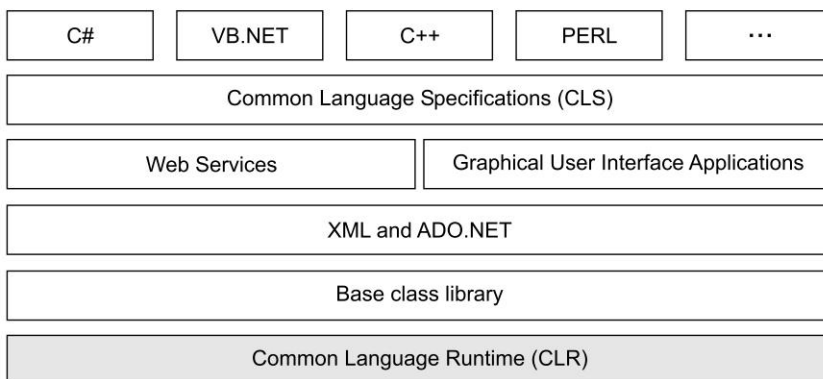 C# VB.NET C++ PERL ...
Common Language Specifications (CLS)
Web Services Graphical User Interface Applications
XML and ADO.NET
Base class library
Common Language Runtime (CLR)